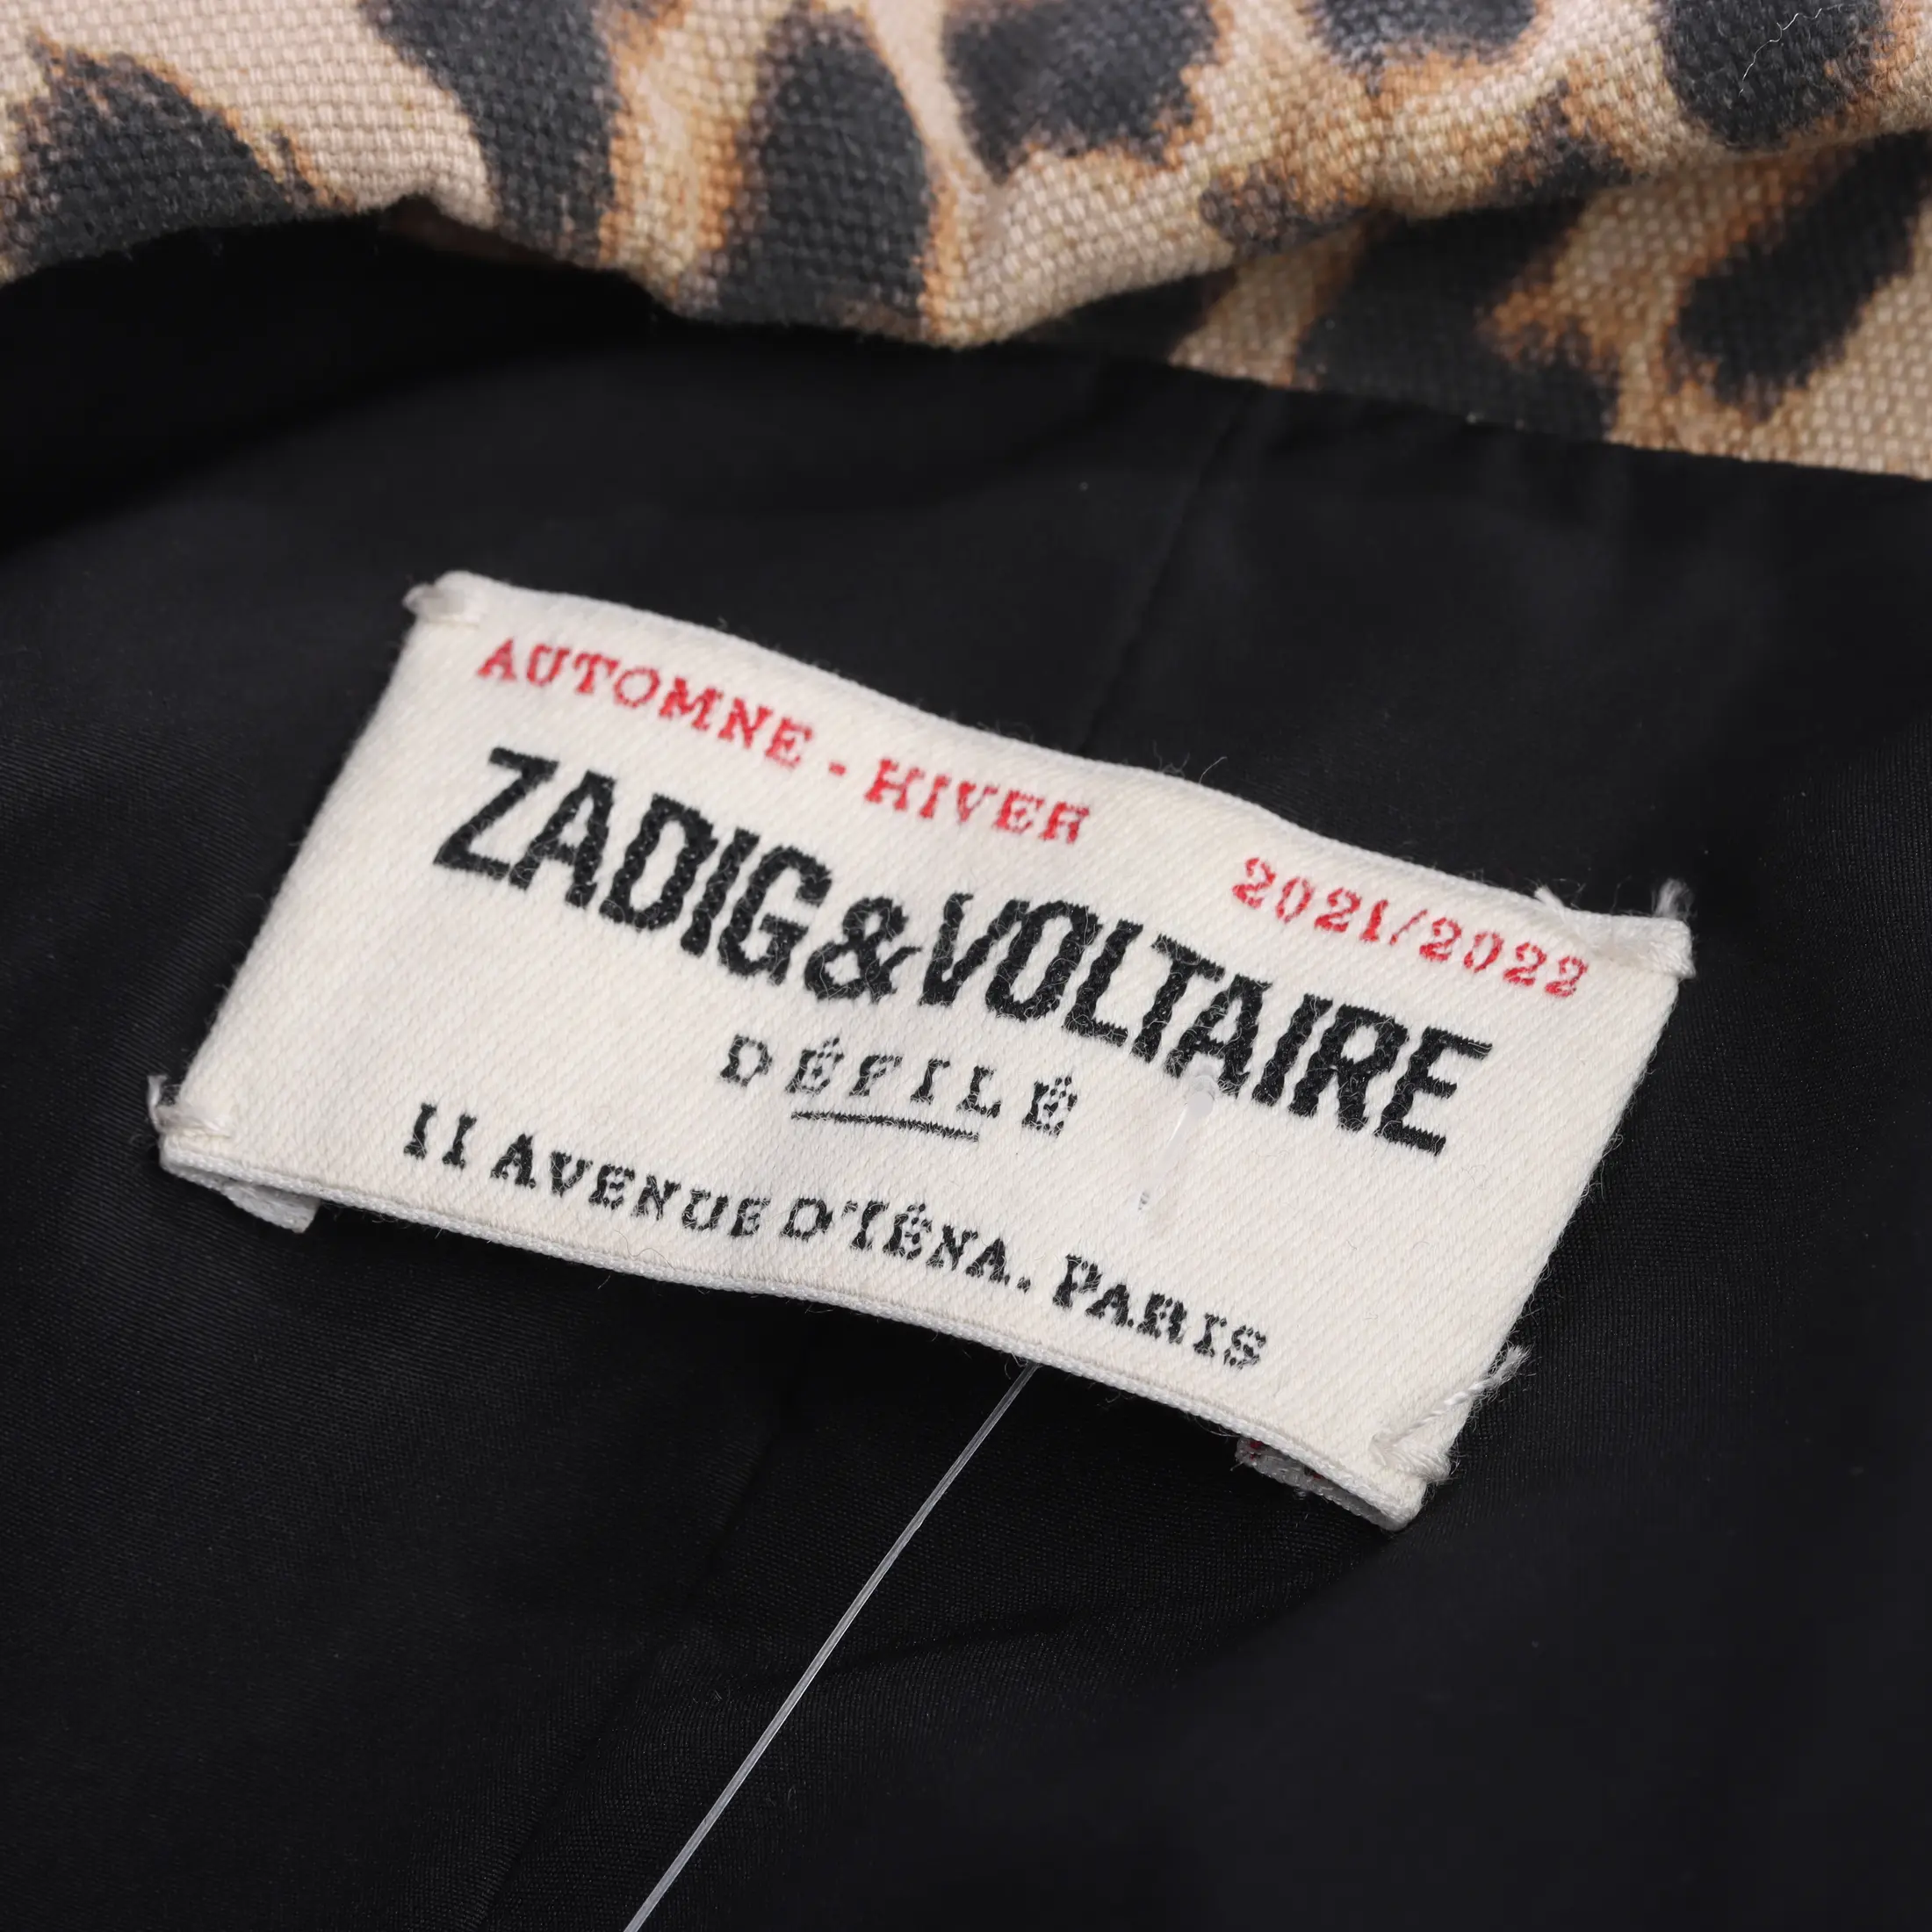 AUTOMNE - HIVER 2021/2022
ZADIG&VOLTAIRE
DÉFILÉ
11 AVENUE D'IÉNA. PARIS